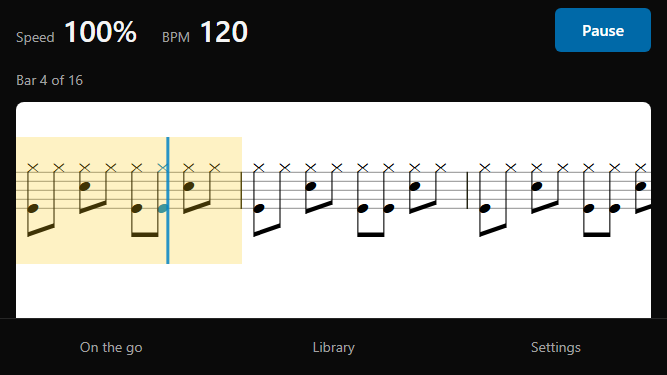 Speed 100% BPM 120
Pause
Bar 4 of 16
On the go
Library
Settings